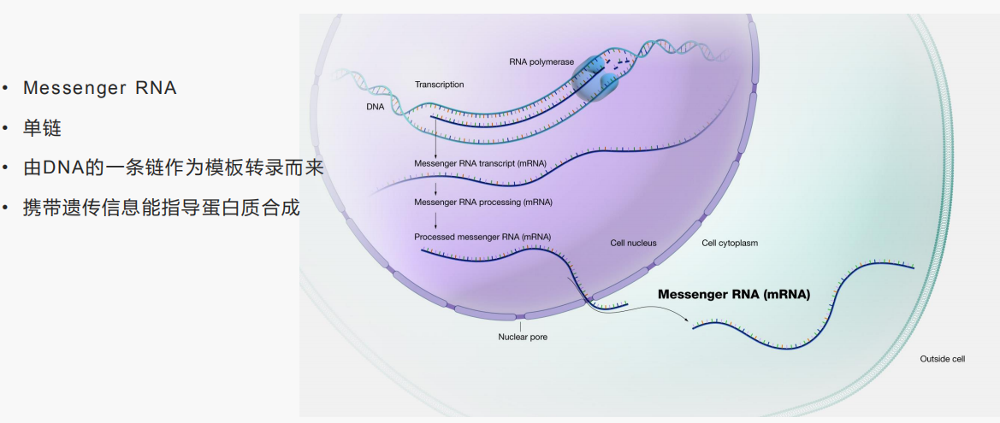 • Messenger RNA
• 单链
• 由DNA的一条链作为模板转录而来
• 携带遗传信息能指导蛋白质合成
RNA polymerase
Transcription
DNA
Messenger RNA transcript (mRNA)
Messenger RNA processing (mRNA)
Processed messenger RNA (mRNA)
Cell nucleus
Cell cytoplasm
Messenger RNA (mRNA)
Nuclear pore
Outside cell